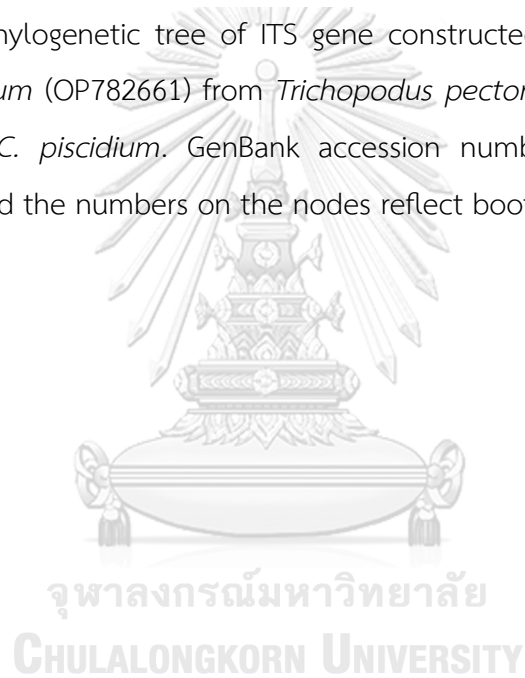 hylogenetic tree of ITS gene constructe
um (OP782661) from Trichopodus pector
C. piscidium. GenBank accession numb
d the numbers on the nodes reflect boot
จุฬาลงกรณ์มหาวิทยาลัย
CHULALONGKORN UNIVERSITY